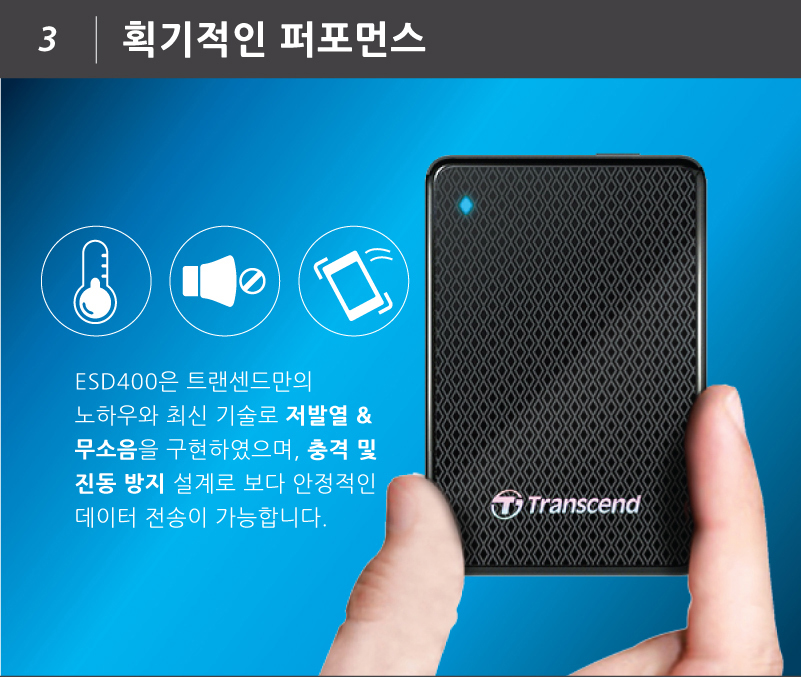 3 획기적인 퍼포먼스
ESD400은 트랜센드만의
노하우와 최신 기술로 저발열 &
무소음을 구현하였으며, 충격 및
진동 방지 설계로 보다 안정적인
데이터 전송이 가능합니다.
Transcend